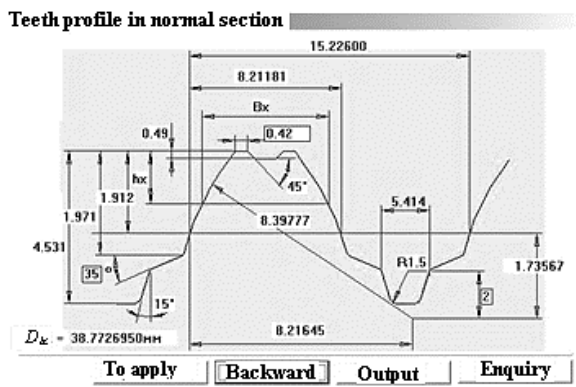 Teeth profile in normal section
15.22600
8.21181
Bx
0.49
0.42
hx
45°
1.912
5.414
1.971
8.39777
4.531
R1.5
1.73567
35°
2
15°
8.21645
Dk = 38.7726950мм
To apply
Backward
Output
Enquiry